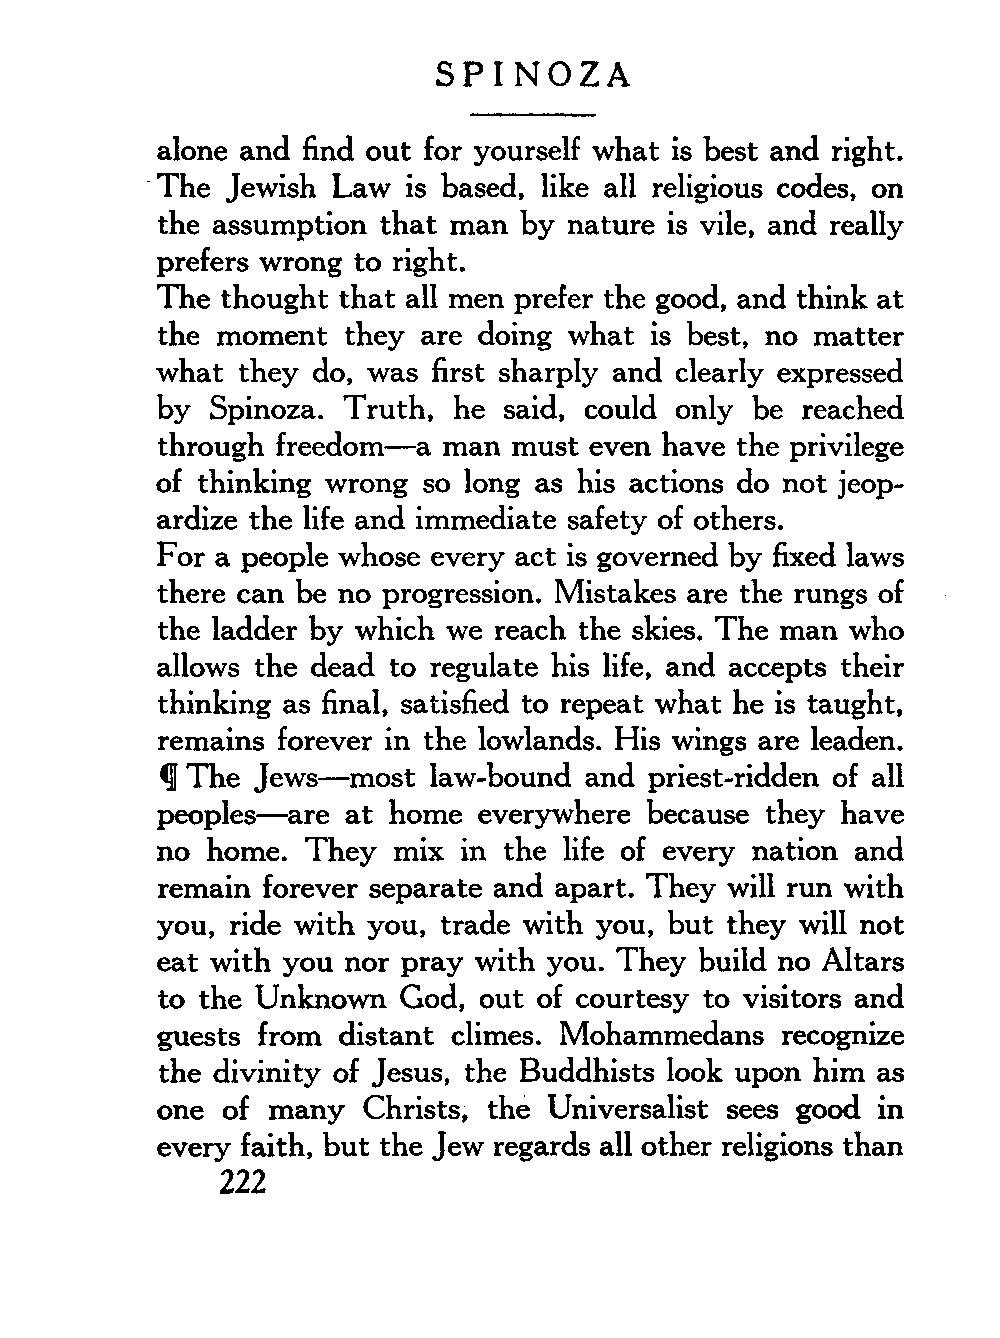 SPINOZA
alone and find out for yourself what is best and right.
The Jewish Law is based, like all religious codes, on
the assumption that man by nature is vile, and really
prefers wrong to right.
The thought that all men prefer the good, and think at
the moment they are doing what is best, no matter
what they do, was first sharply and clearly expressed
by Spinoza. Truth, he said, could only be reached
through freedom—a man must even have the privilege
of thinking wrong so long as his actions do not jeop-
ardize the life and immediate safety of others.
For a people whose every act is governed by fixed laws
there can be no progression. Mistakes are the rungs of
the ladder by which we reach the skies. The man who
allows the dead to regulate his life, and accepts their
thinking as final, satisfied to repeat what he is taught,
remains forever in the lowlands. His wings are leaden.
¶ The Jews—most law-bound and priest-ridden of all
peoples—are at home everywhere because they have
no home. They mix in the life of every nation and
remain forever separate and apart. They will run with
you, ride with you, trade with you, but they will not
eat with you nor pray with you. They build no Altars
to the Unknown God, out of courtesy to visitors and
guests from distant climes. Mohammedans recognize
the divinity of Jesus, the Buddhists look upon him as
one of many Christs, the Universalist sees good in
every faith, but the Jew regards all other religions than
222